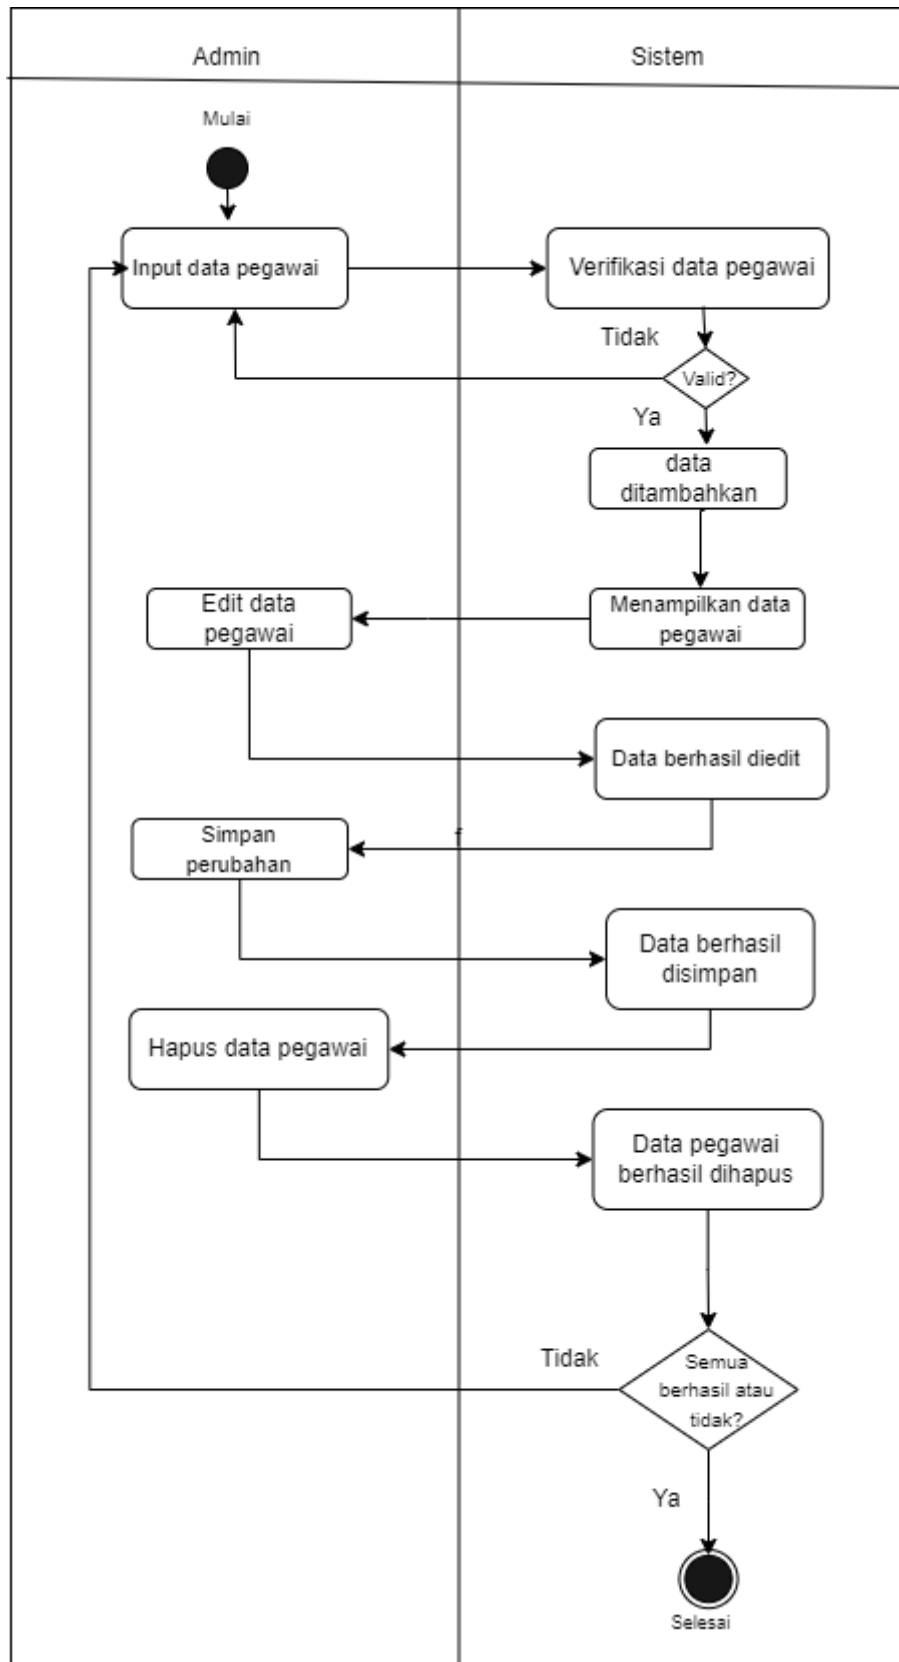 Admin
Sistem
Mulai
Input data pegawai
Verifikasi data pegawai
Tidak
Valid?
Ya
data
ditambahkan
Menampilkan data
pegawai
Edit data
pegawai
Data berhasil diedit
f
Simpan
perubahan
Data berhasil
disimpan
Hapus data pegawai
Data pegawai
berhasil dihapus
Tidak
Semua
berhasil atau
tidak?
Ya
Selesai